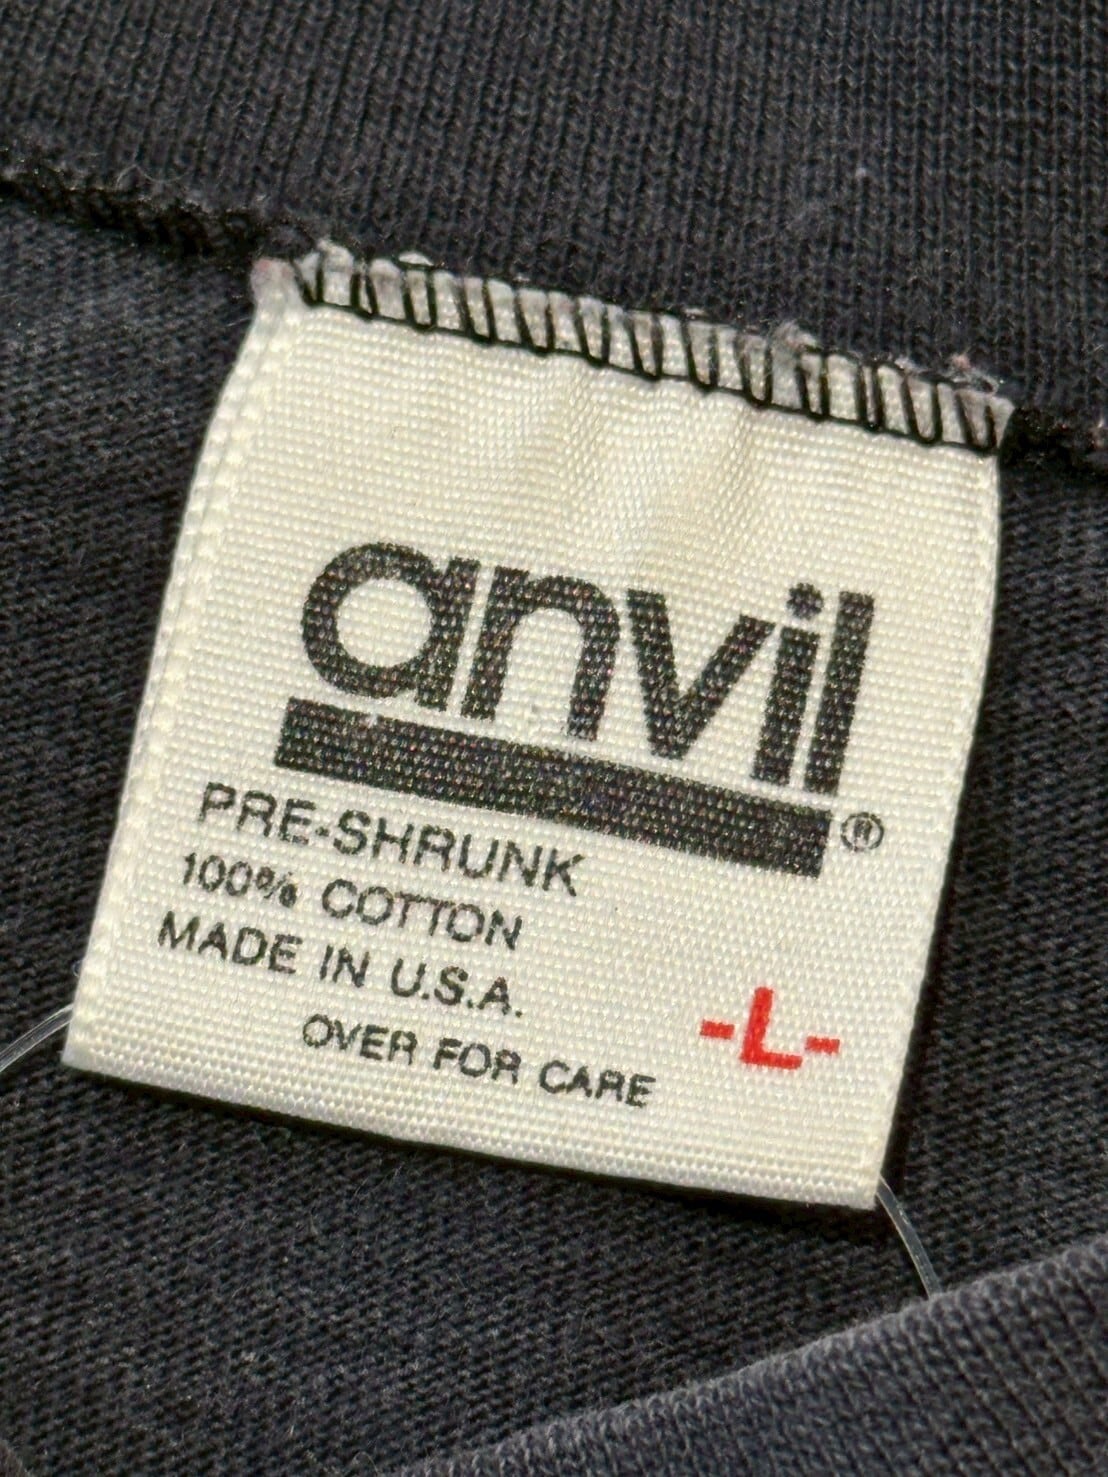 anvil®
PRE-SHRUNK
100% COTTON
MADE IN U.S.A.
-L-
OVER FOR CARE